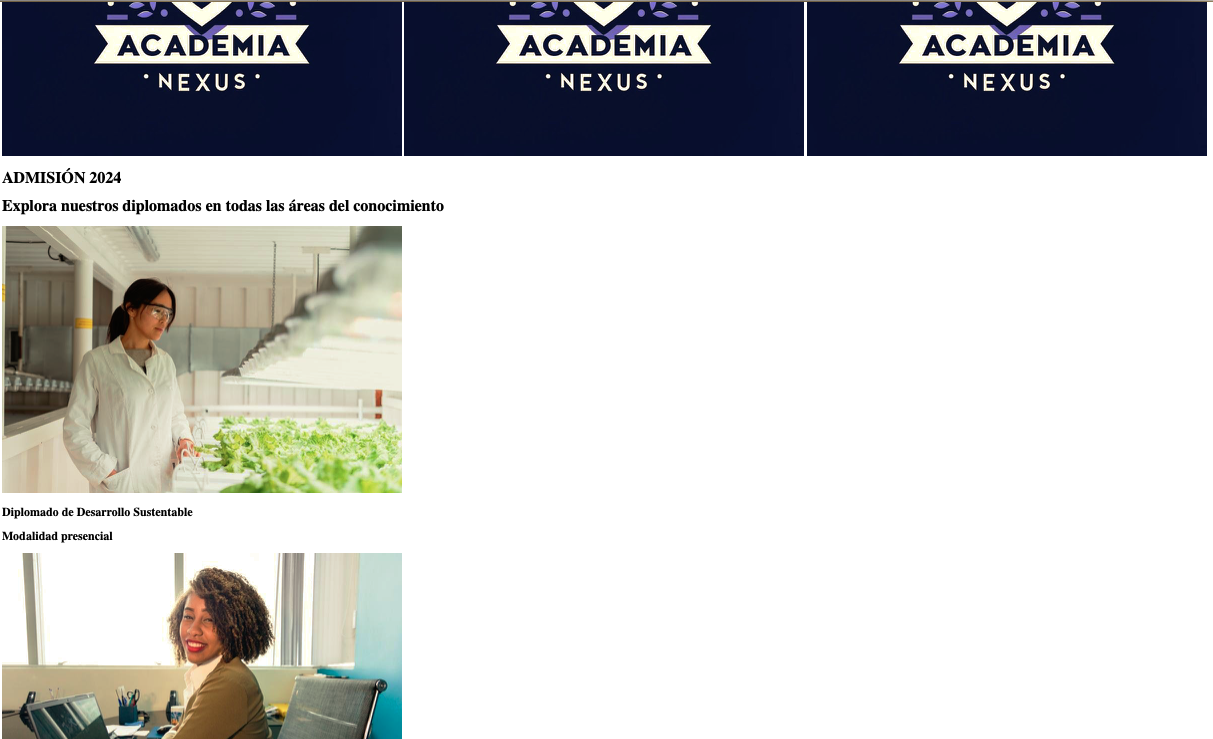 ACADEMIA
• NEXUS •
ACADEMIA
• NEXUS •
ACADEMIA
• NEXUS •
ADMISIÓN 2024
Explora nuestros diplomados en todas las áreas del conocimiento
Diplomado de Desarrollo Sustentable
Modalidad presencial